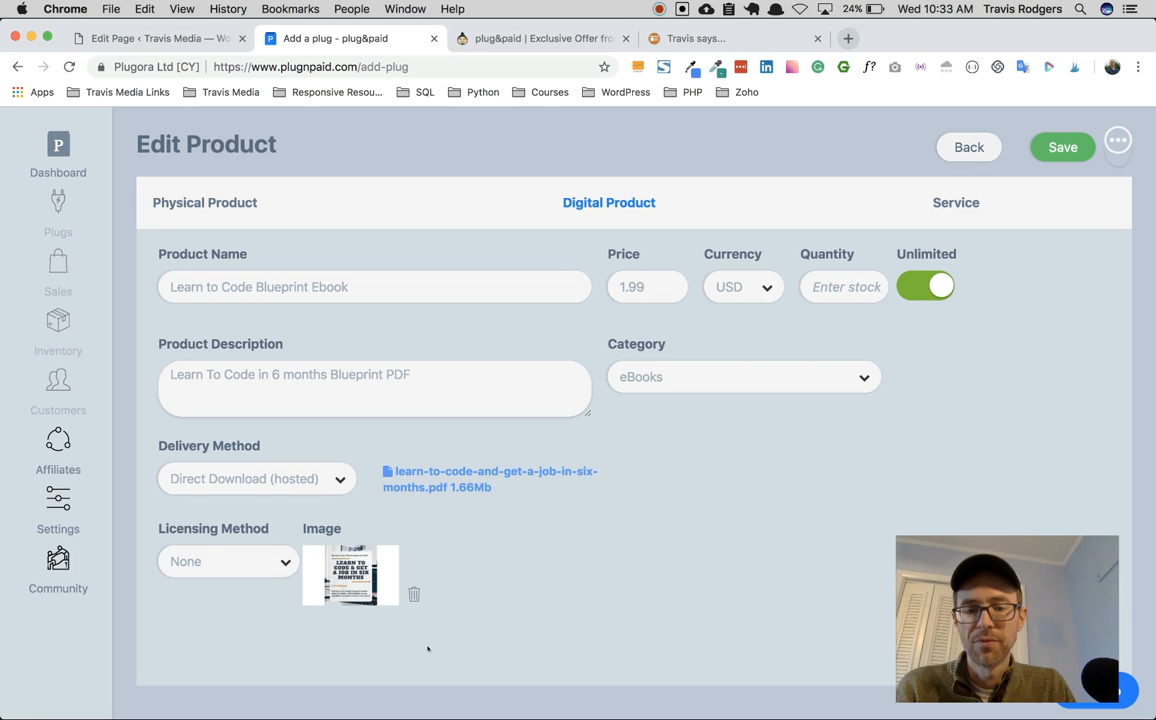 Chrome File Edit View History Bookmarks People Window Help 24% Wed 10:33 AM Travis Rodgers
Edit Page ‹ Travis Media — Wo
Add a plug - plug&paid
plug&paid | Exclusive Offer fro
Travis says...
Plugora Ltd [CY] | https://www.plugnpaid.com/add-plug
f?
Apps Travis Media Links Travis Media Responsive Resou... SQL Python Courses WordPress PHP Zoho
P
Dashboard
Plugs
Sales
Inventory
Customers
Affiliates
Settings
Community
Edit Product
Back
Save
Physical Product
Digital Product
Service
Product Name
Price
Currency
Quantity
Unlimited
Learn to Code Blueprint Ebook
1.99
USD
Enter stock
Product Description
Category
Learn To Code in 6 months Blueprint PDF
eBooks
Delivery Method
Direct Download (hosted)
learn-to-code-and-get-a-job-in-six-
months.pdf 1.66Mb
Licensing Method
Image
None
LEARN TO
CODE & GET
A JOB IN SIX
MONTHS